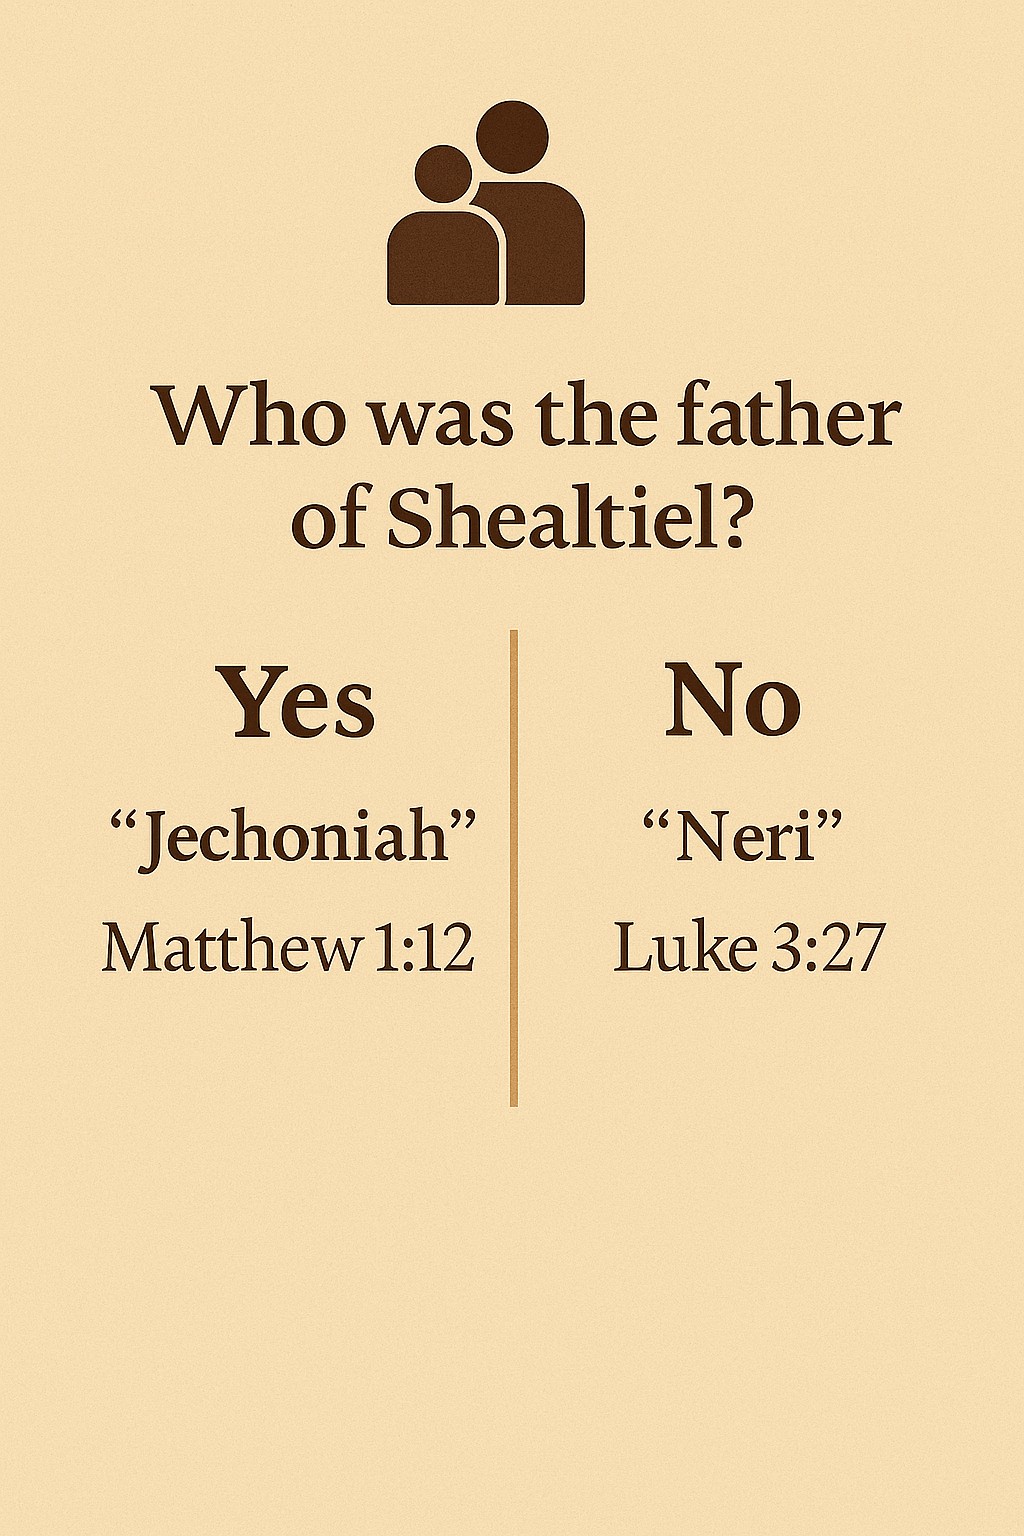 Who was the father
of Shealtiel?
Yes
“Jechoniah”
Matthew 1:12
No
“Neri”
Luke 3:27